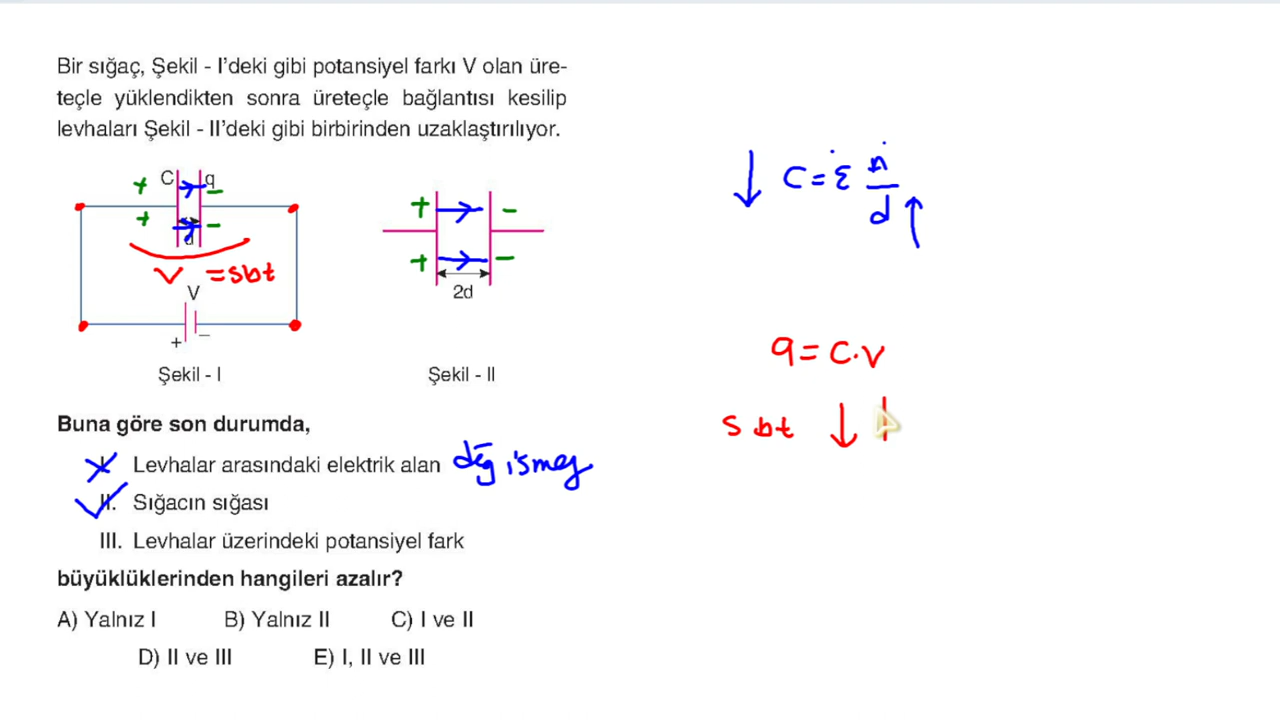 Bir sığaç, Şekil - I'deki gibi potansiyel farkı V olan üre-
teçle yüklendikten sonra üreteçle bağlantısı kesilip
levhaları Şekil - II'deki gibi birbirinden uzaklaştırılıyor.
+ C q -
+ d -
V = sbt
V
+ -
Şekil - I
+ -
+ -
2d
Şekil - II
↓ C = ε A/d ↑
q = C.V
sbt ↓
Buna göre son durumda,
I. Levhalar arasındaki elektrik alan değişmez
II. Sığacın sığası
III. Levhalar üzerindeki potansiyel fark
büyüklüklerinden hangileri azalır?
A) Yalnız I B) Yalnız II C) I ve II
D) II ve III E) I, II ve III